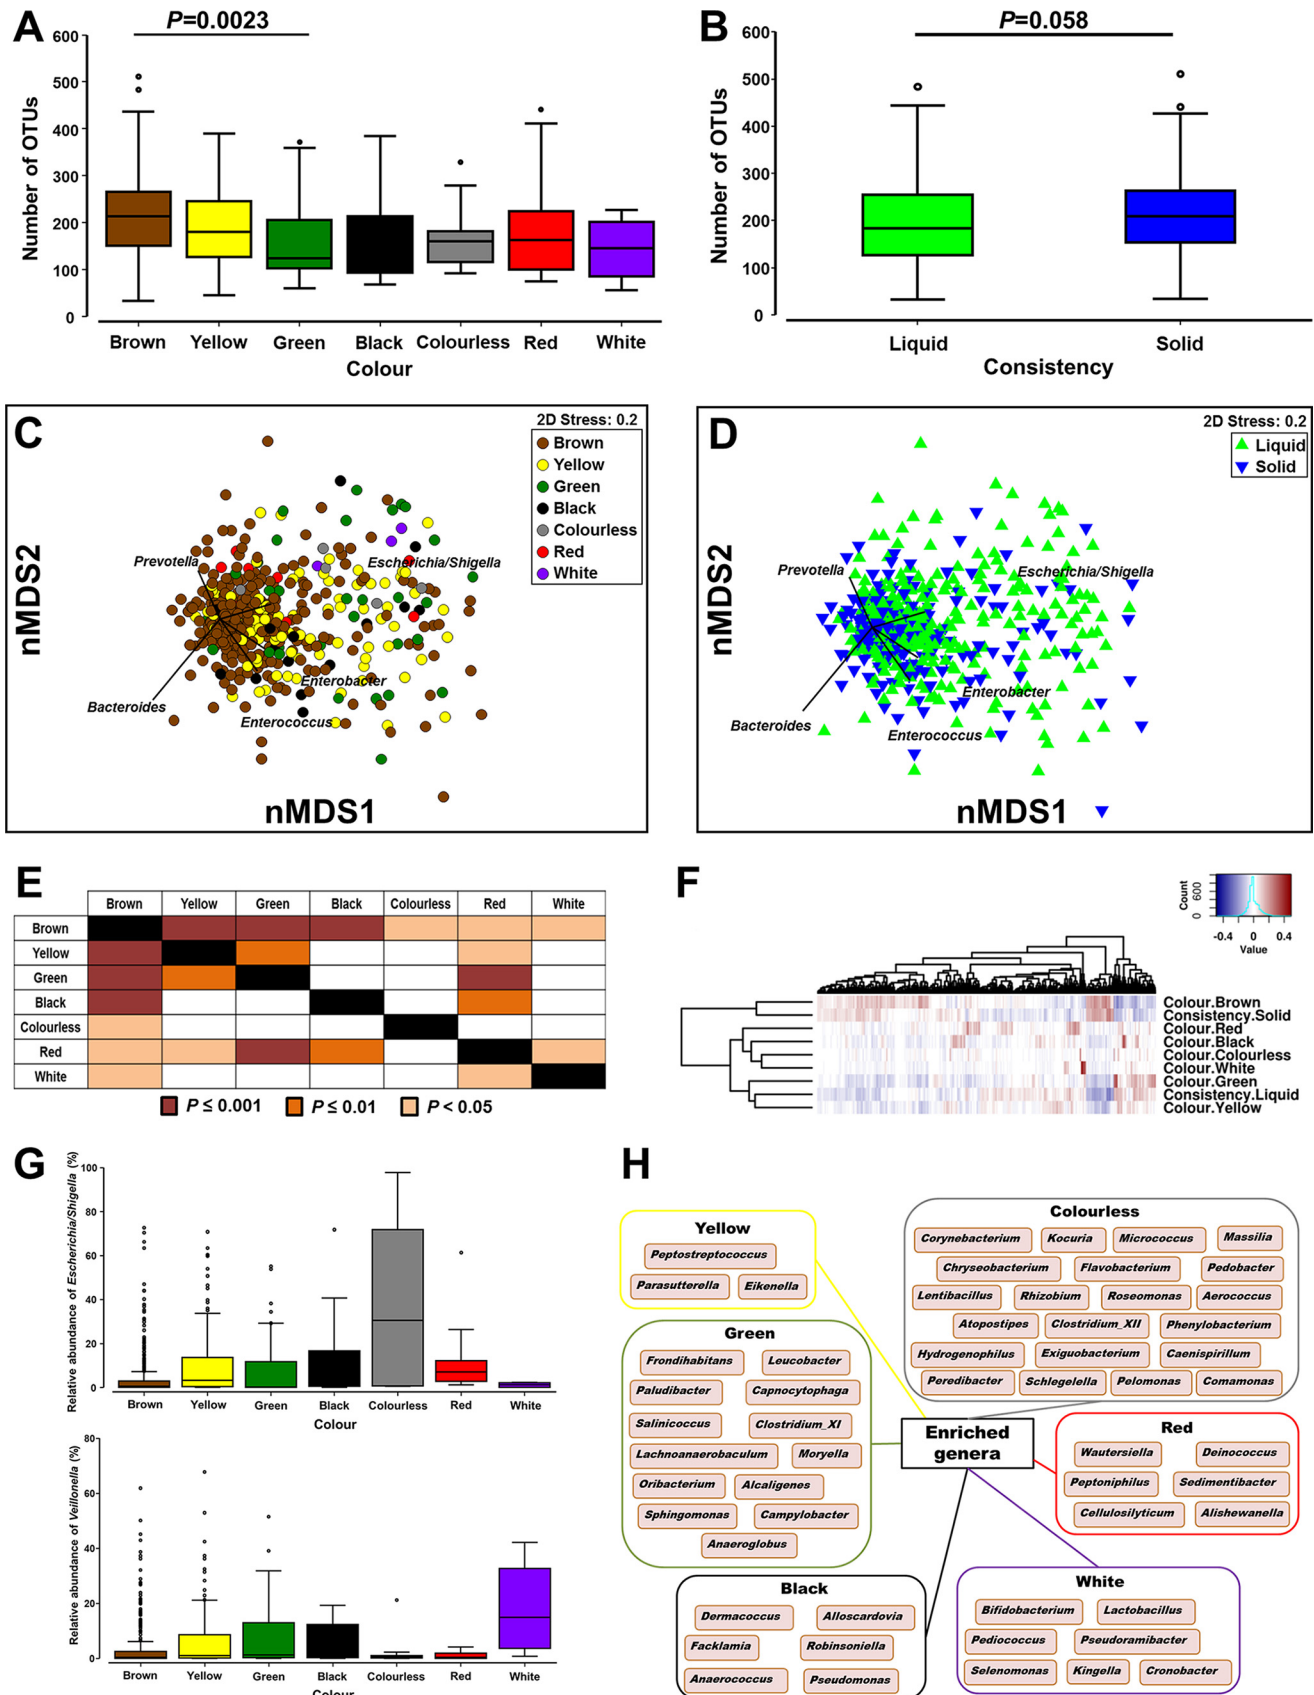 A
P=0.0023
Number of OTUs
600
500
400
300
200
100
0
Brown Yellow Green Black Colourless Red White
Colour
B
P=0.058
Number of OTUs
600
500
400
300
200
100
0
Liquid Solid
Consistency
C
2D Stress: 0.2
Brown
Yellow
Green
Black
Colourless
Red
White
Prevotella
Escherichia/Shigella
Enterobacter
Bacteroides
Enterococcus
nMDS2
nMDS1
D
2D Stress: 0.2
Liquid
Solid
Prevotella
Escherichia/Shigella
Enterobacter
Bacteroides
Enterococcus
nMDS2
nMDS1
E
Brown Yellow Green Black Colourless Red White
Brown
Yellow
Green
Black
Colourless
Red
White
P ≤ 0.001 P ≤ 0.01 P < 0.05
F
Count
0 600
-0.4 0 0.4
Value
Colour.Brown
Consistency.Solid
Colour.Red
Colour.Black
Colour.Colourless
Colour.White
Colour.Green
Consistency.Liquid
Colour.Yellow
G
Relative abundance of Escherichia/Shigella (%)
100
80
60
40
20
0
Brown Yellow Green Black Colourless Red White
Colour
Relative abundance of Veillonella (%)
80
60
40
20
0
Brown Yellow Green Black Colourless Red White
Colour
H
Yellow
Peptostreptococcus
Parasutterella Eikenella
Green
Frondihabitans Leucobacter
Paludibacter Capnocytophaga
Salinicoccus Clostridium_XI
Lachnoanaerobaculum Moryella
Oribacterium Alcaligenes
Sphingomonas Campylobacter
Anaeroglobus
Black
Dermacoccus Alloscardovia
Facklamia Robinsoniella
Anaerococcus Pseudomonas
Colourless
Corynebacterium Kocuria Micrococcus Massilia
Chryseobacterium Flavobacterium Pedobacter
Lentibacillus Rhizobium Roseomonas Aerococcus
Atopostipes Clostridium_XII Phenylobacterium
Hydrogenophilus Exiguobacterium Caenispirillum
Peredibacter Schlegelella Pelomonas Comamonas
Enriched
genera
Red
Wautersiella Deinococcus
Peptoniphilus Sedimentibacter
Cellulosilyticum Alishewanella
White
Bifidobacterium Lactobacillus
Pediococcus Pseudoramibacter
Selenomonas Kingella Cronobacter